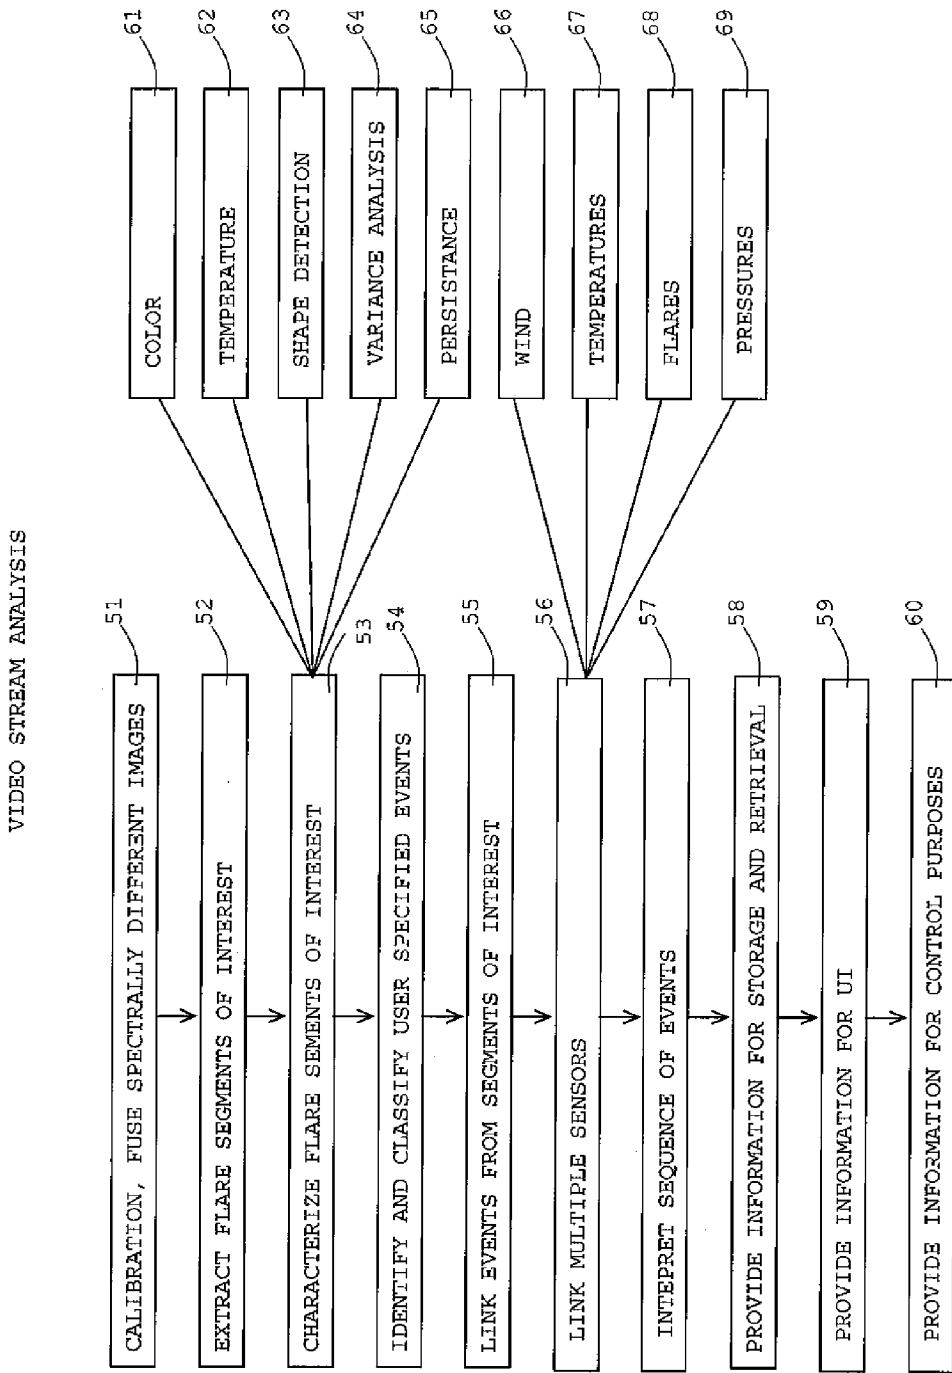 VIDEO STREAM ANALYSIS
CALIBRATION, FUSE SPECTRALLY DIFFERENT IMAGES
51
EXTRACT FLARE SEGMENTS OF INTEREST
52
CHARACTERIZE FLARE SEMENTS OF INTEREST
53
IDENTIFY AND CLASSIFY USER SPECIFIED EVENTS
54
LINK EVENTS FROM SEGMENTS OF INTEREST
55
LINK MULTIPLE SENSORS
56
INTEPRET SEQUENCE OF EVENTS
57
PROVIDE INFORMATION FOR STORAGE AND RETRIEVAL
58
PROVIDE INFORMATION FOR UI
59
PROVIDE INFORMATION FOR CONTROL PURPOSES
60
COLOR
61
TEMPERATURE
62
SHAPE DETECTION
63
VARIANCE ANALYSIS
64
PERSISTANCE
65
WIND
66
TEMPERATURES
67
FLARES
68
PRESSURES
69